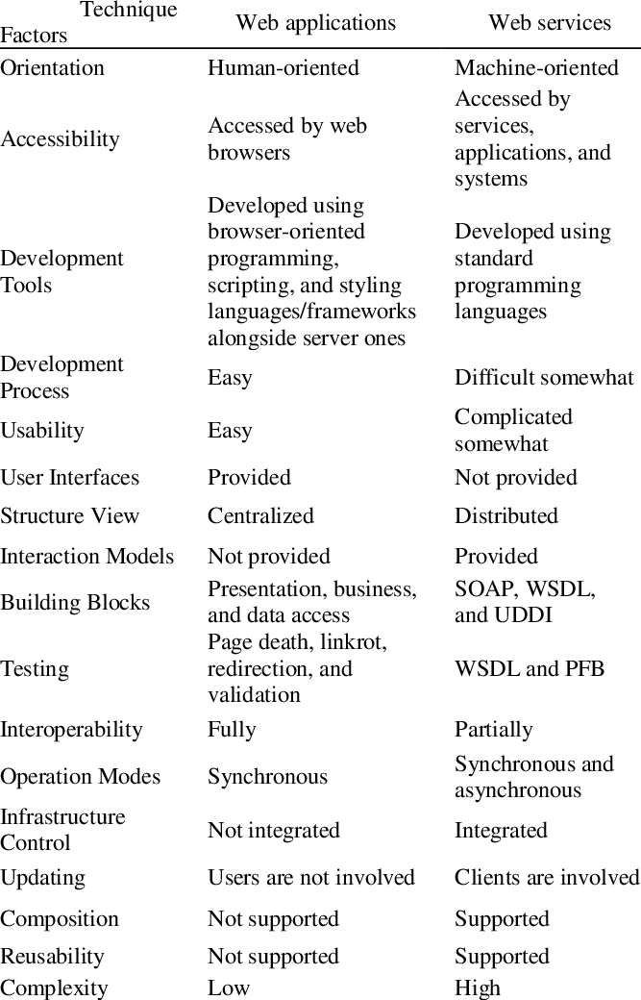 Technique
Factors Web applications Web services
Orientation Human-oriented Machine-oriented
Accessibility Accessed by web browsers Accessed by services, applications, and systems
Development Tools Developed using browser-oriented programming, scripting, and styling languages/frameworks alongside server ones Developed using standard programming languages
Development Process Easy Difficult somewhat
Usability Easy Complicated somewhat
User Interfaces Provided Not provided
Structure View Centralized Distributed
Interaction Models Not provided Provided
Building Blocks Presentation, business, and data access SOAP, WSDL, and UDDI
Testing Page death, linkrot, redirection, and validation WSDL and PFB
Interoperability Fully Partially
Operation Modes Synchronous Synchronous and asynchronous
Infrastructure Control Not integrated Integrated
Updating Users are not involved Clients are involved
Composition Not supported Supported
Reusability Not supported Supported
Complexity Low High